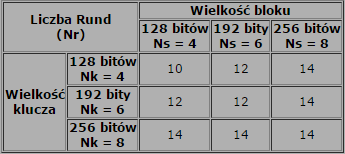 Liczba Rund
(Nr)
Wielkość bloku
128 bitów
Ns = 4
192 bity
Ns = 6
256 bitów
Ns = 8
Wielkość
klucza
128 bitów
Nk = 4
10
12
14
192 bity
Nk = 6
12
12
14
256 bitów
Nk = 8
14
14
14